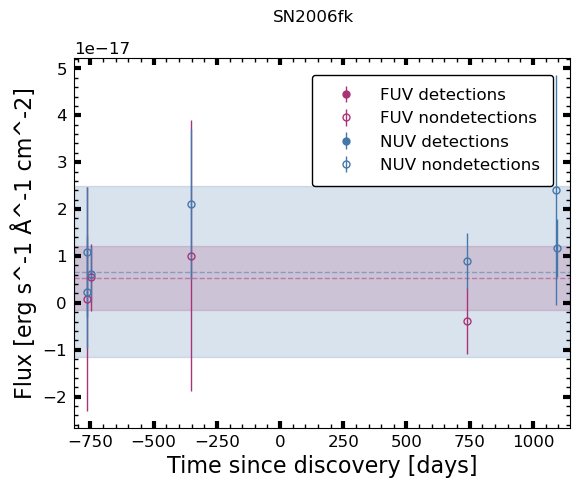 SN2006fk
1e−17
FUV detections
FUV nondetections
NUV detections
NUV nondetections
5
4
3
2
1
0
−1
−2
Flux [erg s^-1 Å^-1 cm^-2]
−750
−500
−250
0
250
500
750
1000
Time since discovery [days]